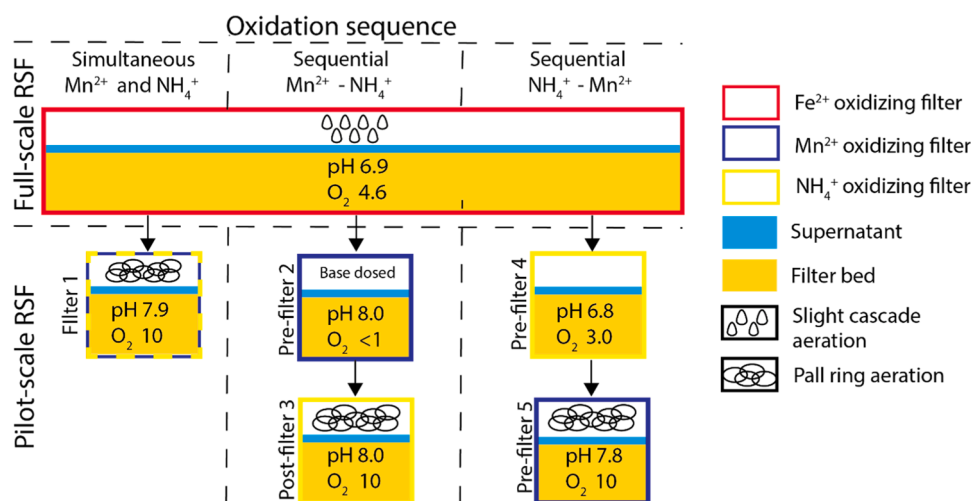 Oxidation sequence
Simultaneous
Mn²⁺ and NH₄⁺
Sequential
Mn²⁺ - NH₄⁺
Sequential
NH₄⁺ - Mn²⁺
Full-scale RSF
pH 6.9
O₂ 4.6
Pilot-scale RSF
FIlter 1
pH 7.9
O₂ 10
Pre-filter 2
Base dosed
pH 8.0
O₂ <1
Pre-filter 4
pH 6.8
O₂ 3.0
Post-filter 3
pH 8.0
O₂ 10
Pre-filter 5
pH 7.8
O₂ 10
Fe²⁺ oxidizing filter
Mn²⁺ oxidizing filter
NH₄⁺ oxidizing filter
Supernatant
Filter bed
Slight cascade
aeration
Pall ring aeration